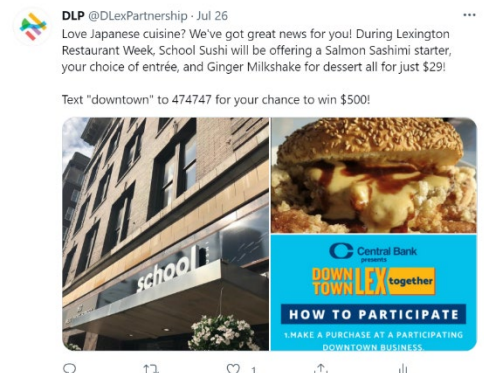 DLP @DLexPartnership · Jul 26
Love Japanese cuisine? We've got great news for you! During Lexington
Restaurant Week, School Sushi will be offering a Salmon Sashimi starter,
your choice of entrée, and Ginger Milkshake for dessert all for just $29!
Text "downtown" to 474747 for your chance to win $500!
school
Central Bank
presents
DOWN
TOWN LEX together
HOW TO PARTICIPATE
1.MAKE A PURCHASE AT A PARTICIPATING
DOWNTOWN BUSINESS.
1